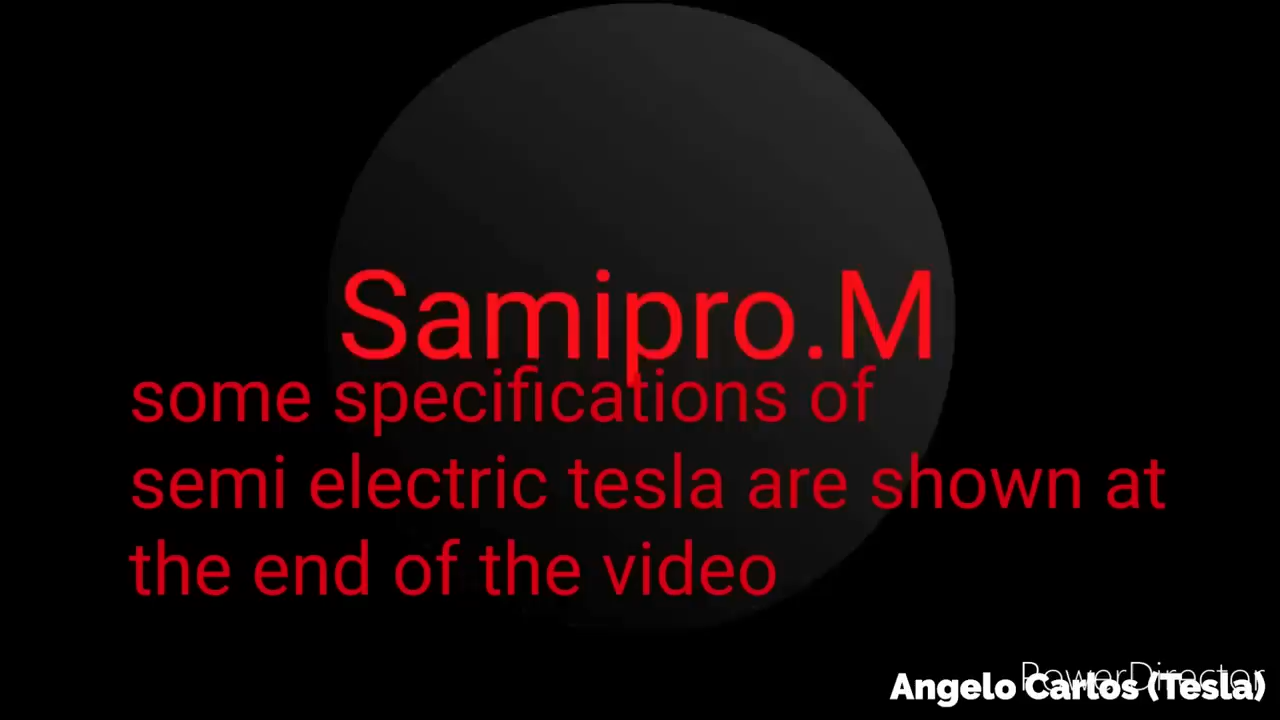 Samipro.M
some specifications of
semi electric tesla are shown at
the end of the video
PowerDirector
Angelo Carlos (Tesla)